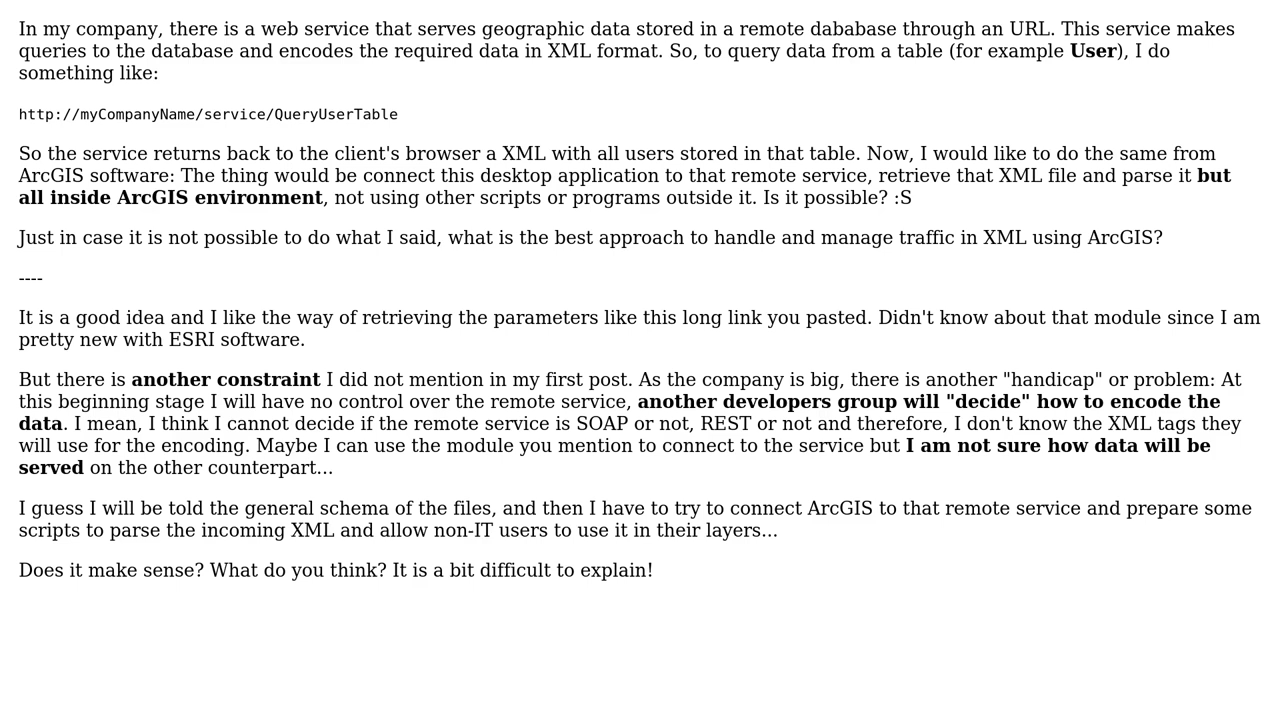 In my company, there is a web service that serves geographic data stored in a remote dababase through an URL. This service makes
queries to the database and encodes the required data in XML format. So, to query data from a table (for example User), I do
something like:
http://myCompanyName/service/QueryUserTable
So the service returns back to the client's browser a XML with all users stored in that table. Now, I would like to do the same from
ArcGIS software: The thing would be connect this desktop application to that remote service, retrieve that XML file and parse it but
all inside ArcGIS environment, not using other scripts or programs outside it. Is it possible? :S
Just in case it is not possible to do what I said, what is the best approach to handle and manage traffic in XML using ArcGIS?
----
It is a good idea and I like the way of retrieving the parameters like this long link you pasted. Didn't know about that module since I am
pretty new with ESRI software.
But there is another constraint I did not mention in my first post. As the company is big, there is another "handicap" or problem: At
this beginning stage I will have no control over the remote service, another developers group will "decide" how to encode the
data. I mean, I think I cannot decide if the remote service is SOAP or not, REST or not and therefore, I don't know the XML tags they
will use for the encoding. Maybe I can use the module you mention to connect to the service but I am not sure how data will be
served on the other counterpart...
I guess I will be told the general schema of the files, and then I have to try to connect ArcGIS to that remote service and prepare some
scripts to parse the incoming XML and allow non-IT users to use it in their layers...
Does it make sense? What do you think? It is a bit difficult to explain!